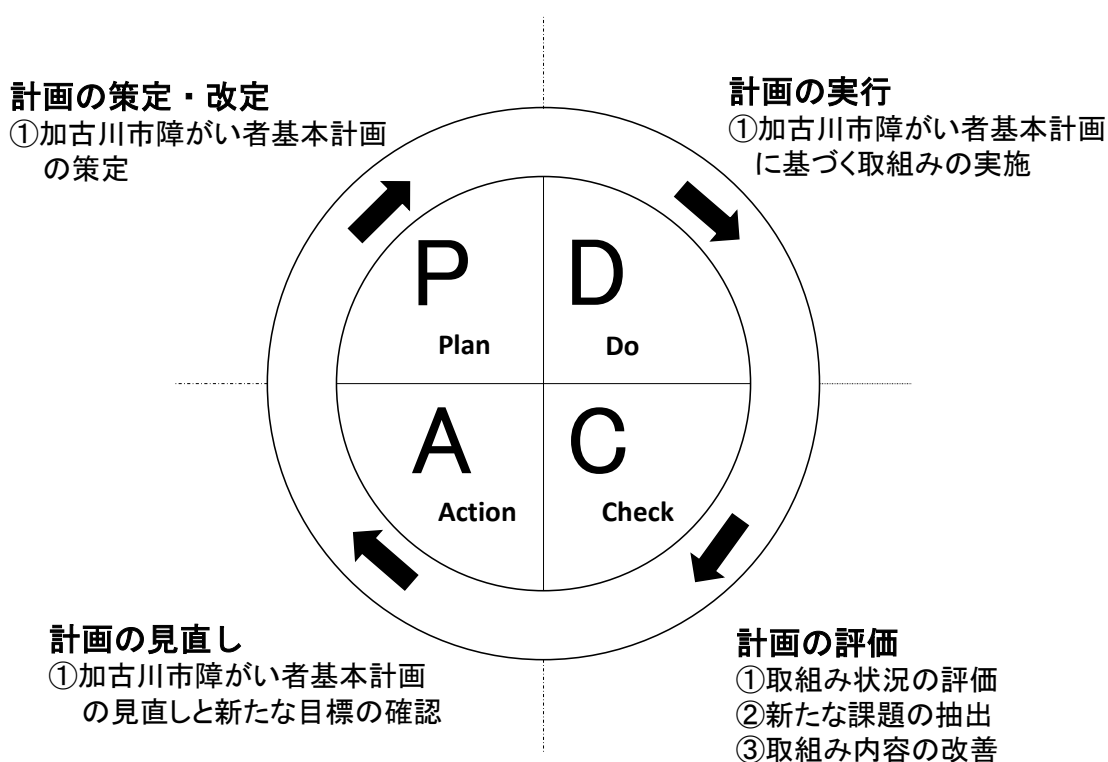 計画の策定・改定
①加古川市障がい者基本計画
の策定
計画の実行
①加古川市障がい者基本計画
に基づく取組みの実施
P
Plan
D
Do
A
Action
C
Check
計画の見直し
①加古川市障がい者基本計画
の見直しと新たな目標の確認
計画の評価
①取組み状況の評価
②新たな課題の抽出
③取組み内容の改善